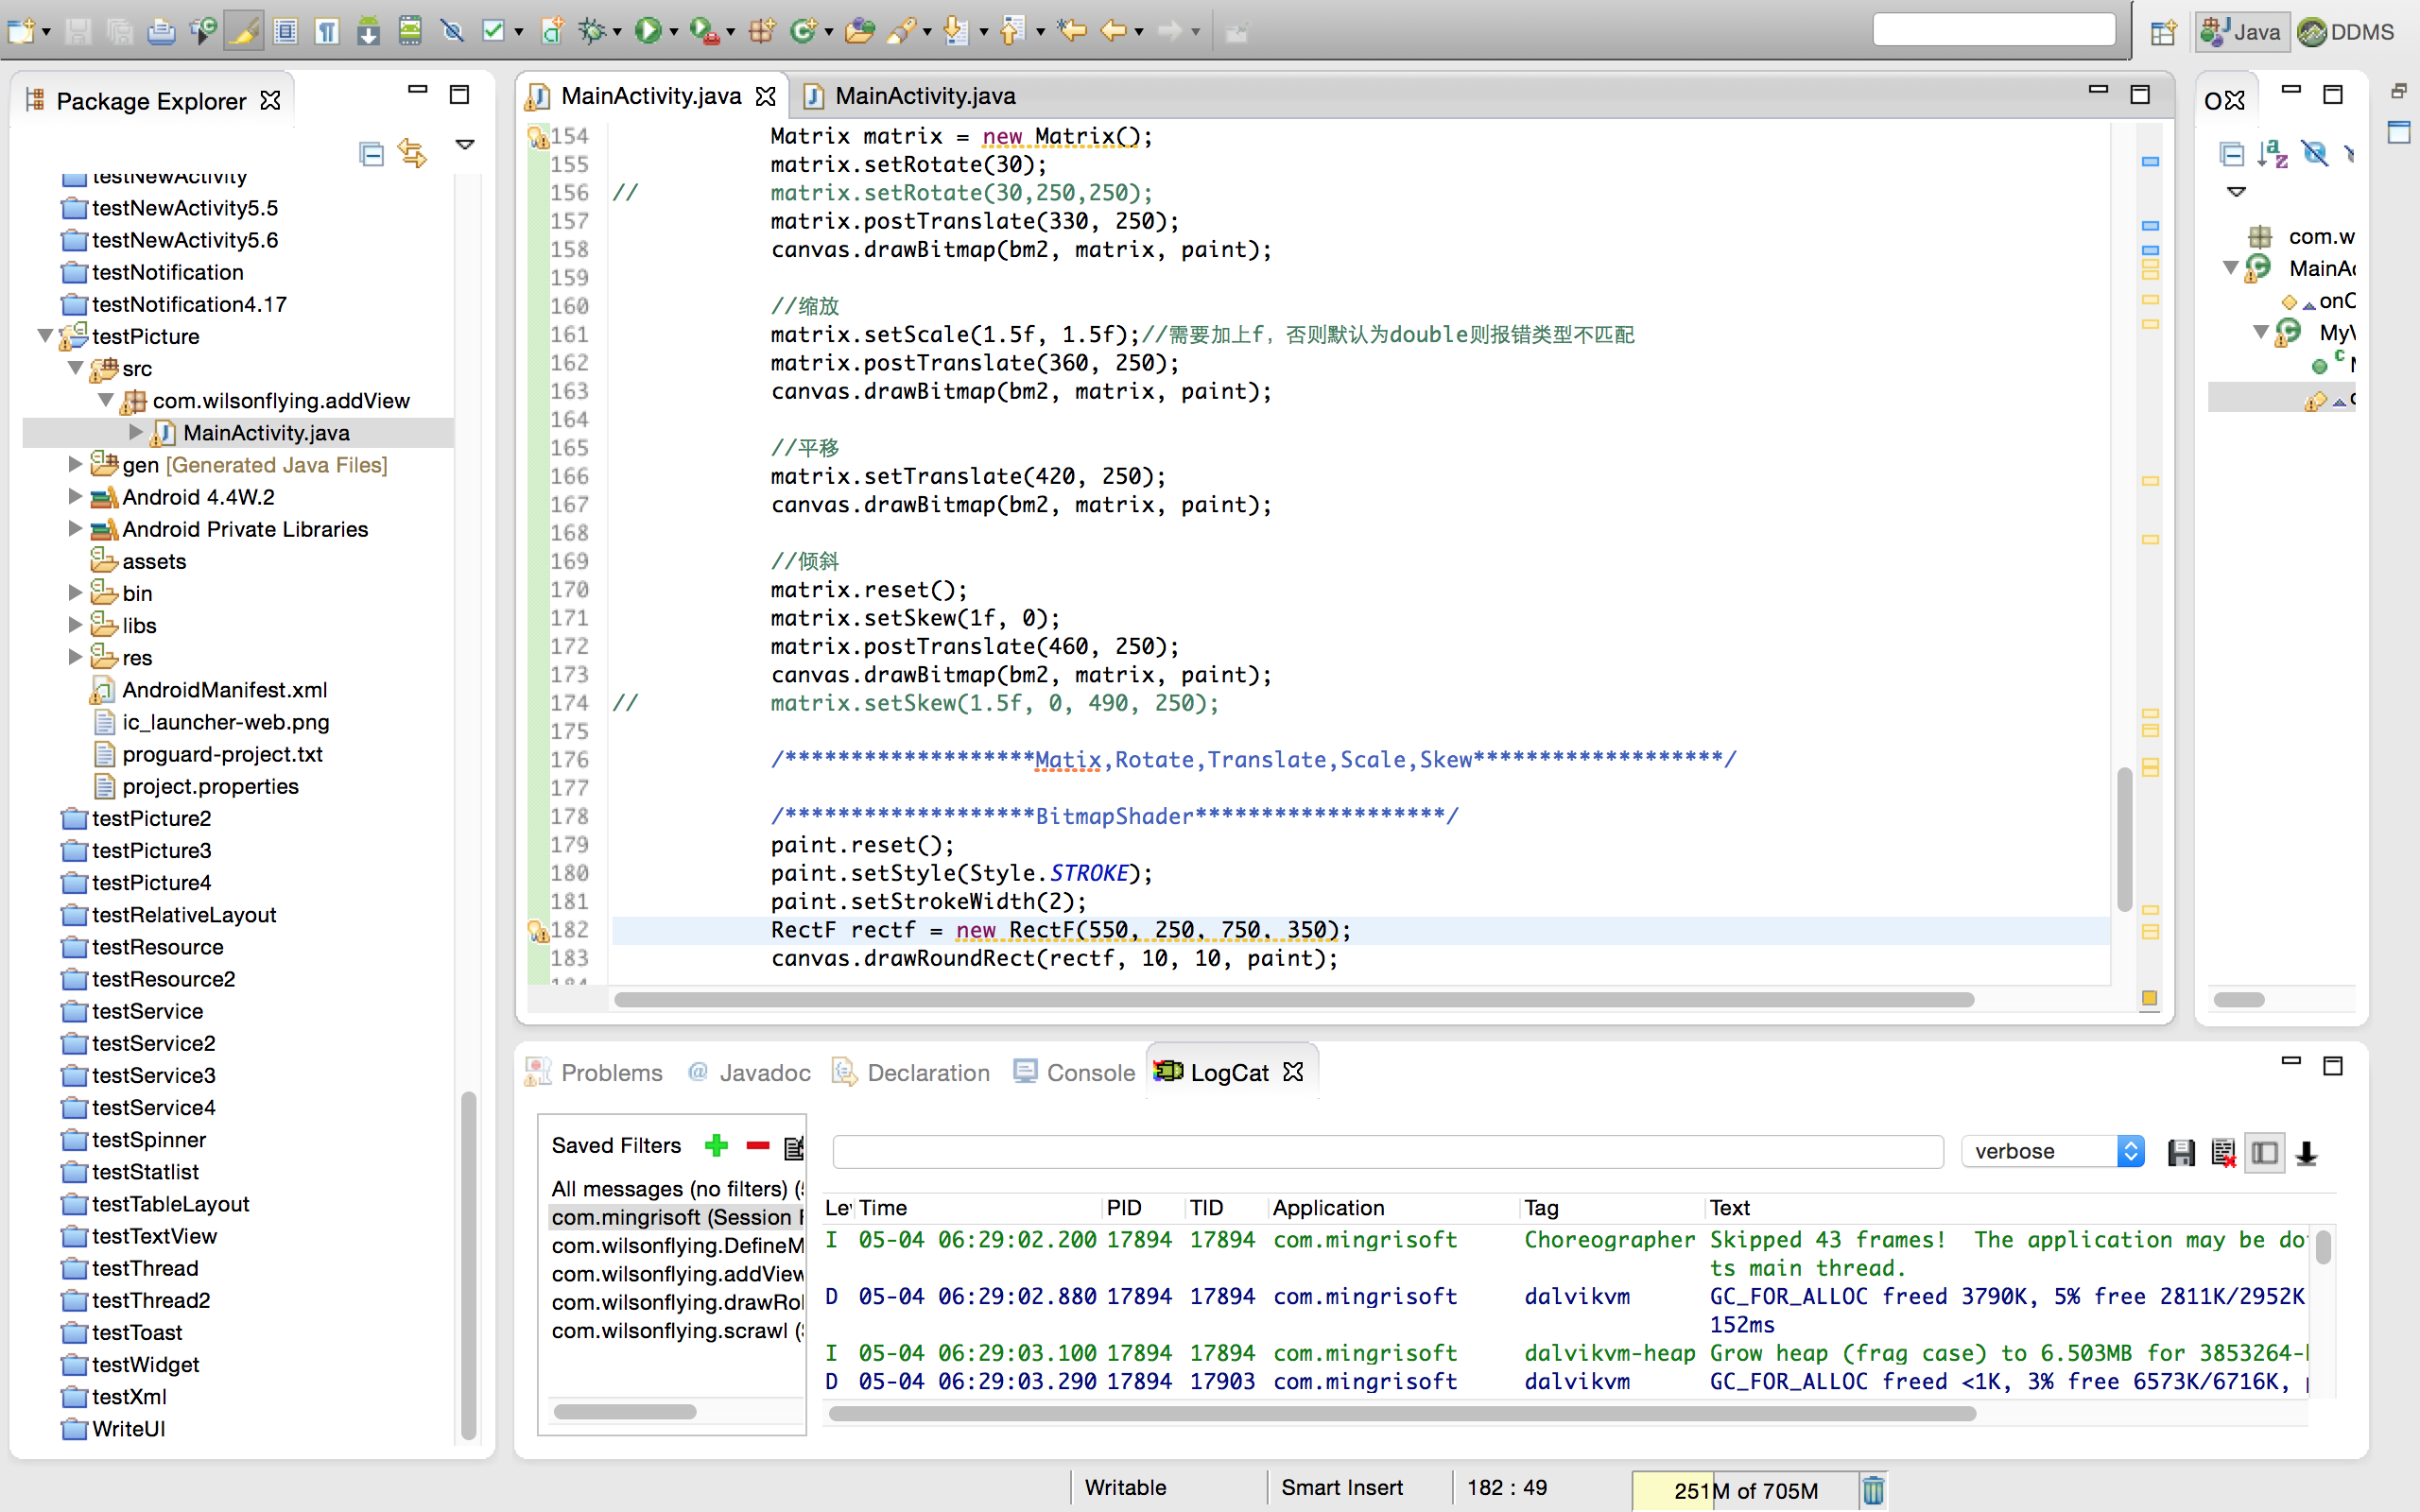 Java
DDMS
Package Explorer
testNewActivity
testNewActivity5.5
testNewActivity5.6
testNotification
testNotification4.17
testPicture
src
com.wilsonflying.addView
MainActivity.java
gen [Generated Java Files]
Android 4.4W.2
Android Private Libraries
assets
bin
libs
res
AndroidManifest.xml
ic_launcher-web.png
proguard-project.txt
project.properties
testPicture2
testPicture3
testPicture4
testRelativeLayout
testResource
testResource2
testService
testService2
testService3
testService4
testSpinner
testStatlist
testTableLayout
testTextView
testThread
testThread2
testToast
testWidget
testXml
WriteUI
MainActivity.java
MainActivity.java
154 Matrix matrix = new Matrix();
155 matrix.setRotate(30);
156 // matrix.setRotate(30,250,250);
157 matrix.postTranslate(330, 250);
158 canvas.drawBitmap(bm2, matrix, paint);
159
160 //缩放
161 matrix.setScale(1.5f, 1.5f);//需要加上f，否则默认为double则报错类型不匹配
162 matrix.postTranslate(360, 250);
163 canvas.drawBitmap(bm2, matrix, paint);
164
165 //平移
166 matrix.setTranslate(420, 250);
167 canvas.drawBitmap(bm2, matrix, paint);
168
169 //倾斜
170 matrix.reset();
171 matrix.setSkew(1f, 0);
172 matrix.postTranslate(460, 250);
173 canvas.drawBitmap(bm2, matrix, paint);
174 // matrix.setSkew(1.5f, 0, 490, 250);
175
176 /*******************Matix,Rotate,Translate,Scale,Skew*******************/
177
178 /*******************BitmapShader*******************/
179 paint.reset();
180 paint.setStyle(Style.STROKE);
181 paint.setStrokeWidth(2);
182 RectF rectf = new RectF(550, 250, 750, 350);
183 canvas.drawRoundRect(rectf, 10, 10, paint);
O
com.w
MainAc
onC
MyV
Problems
@ Javadoc
Declaration
Console
LogCat
Saved Filters
All messages (no filters) (
com.mingrisoft (Session F
com.wilsonflying.DefineM
com.wilsonflying.addView
com.wilsonflying.drawRo
com.wilsonflying.scrawl (
verbose
Le Time PID TID Application Tag Text
I 05-04 06:29:02.200 17894 17894 com.mingrisoft Choreographer Skipped 43 frames! The application may be do
ts main thread.
D 05-04 06:29:02.880 17894 17894 com.mingrisoft dalvikvm GC_FOR_ALLOC freed 3790K, 5% free 2811K/2952K
152ms
I 05-04 06:29:03.100 17894 17894 com.mingrisoft dalvikvm-heap Grow heap (frag case) to 6.503MB for 3853264-
D 05-04 06:29:03.290 17894 17903 com.mingrisoft dalvikvm GC_FOR_ALLOC freed <1K, 3% free 6573K/6716K,
Writable
Smart Insert
182 : 49
251M of 705M